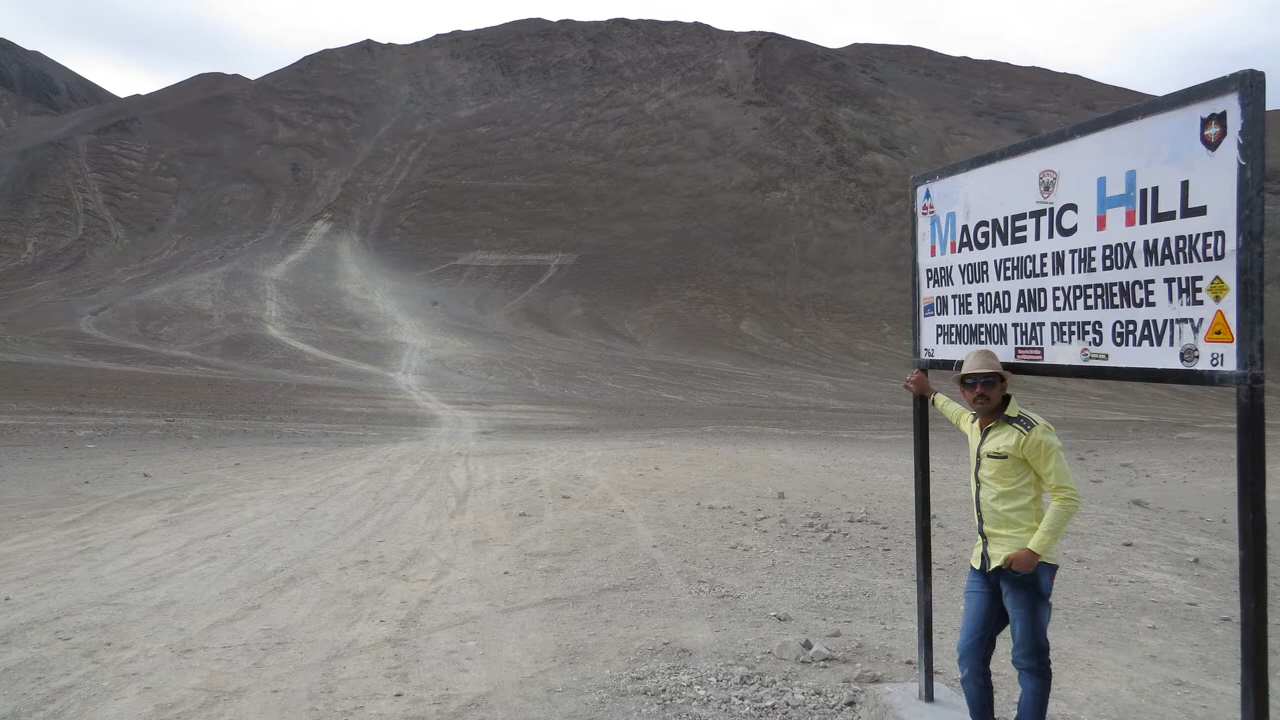 MAGNETIC HILL
PARK YOUR VEHICLE IN THE BOX MARKED
ON THE ROAD AND EXPERIENCE THE
PHENOMENON THAT DEFIES GRAVITY
762
81